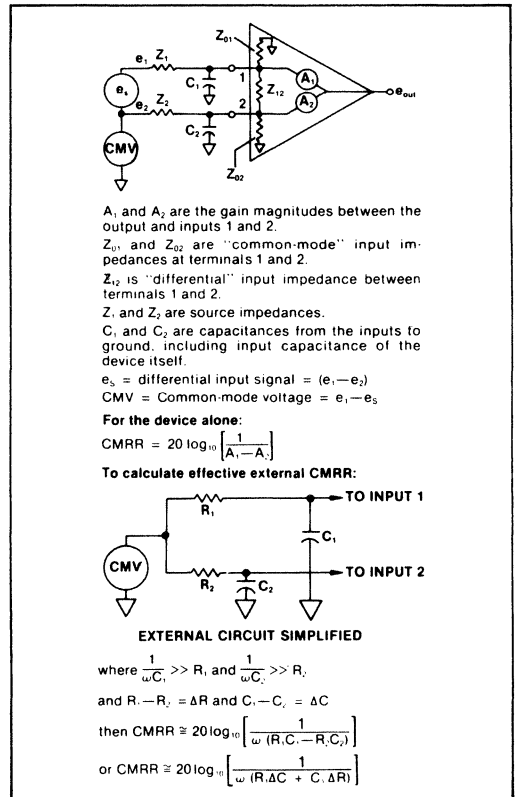 Z₀₁
e₁ Z₁
C₁ 1
A₁
eₛ Z₁₂ e_out
e₂ Z₂ 2
A₂
C₂
CMV
Z₀₂
A₁ and A₂ are the gain magnitudes between the
output and inputs 1 and 2.
Z₀₁ and Z₀₂ are "common-mode" input im-
pedances at terminals 1 and 2.
Z₁₂ is "differential" input impedance between
terminals 1 and 2.
Z₁ and Z₂ are source impedances.
C₁ and C₂ are capacitances from the inputs to
ground, including input capacitance of the
device itself.
eₛ = differential input signal = (e₁—e₂)
CMV = Common-mode voltage = e₁—eₛ
For the device alone:
CMRR = 20 log₁₀ [1 / (A₁—A₂)]
To calculate effective external CMRR:
TO INPUT 1
R₁
C₁
CMV
TO INPUT 2
R₂ C₂
EXTERNAL CIRCUIT SIMPLIFIED
where 1/ωC₁ >> R₁ and 1/ωC₂ >> R₂
and R₁—R₂ = ΔR and C₁—C₂ = ΔC
then CMRR ≅ 20 log₁₀ [1 / ω (R₁C₁—R₂C₂)]
or CMRR ≅ 20 log₁₀ [1 / ω (R₁ΔC + C₁ΔR)]